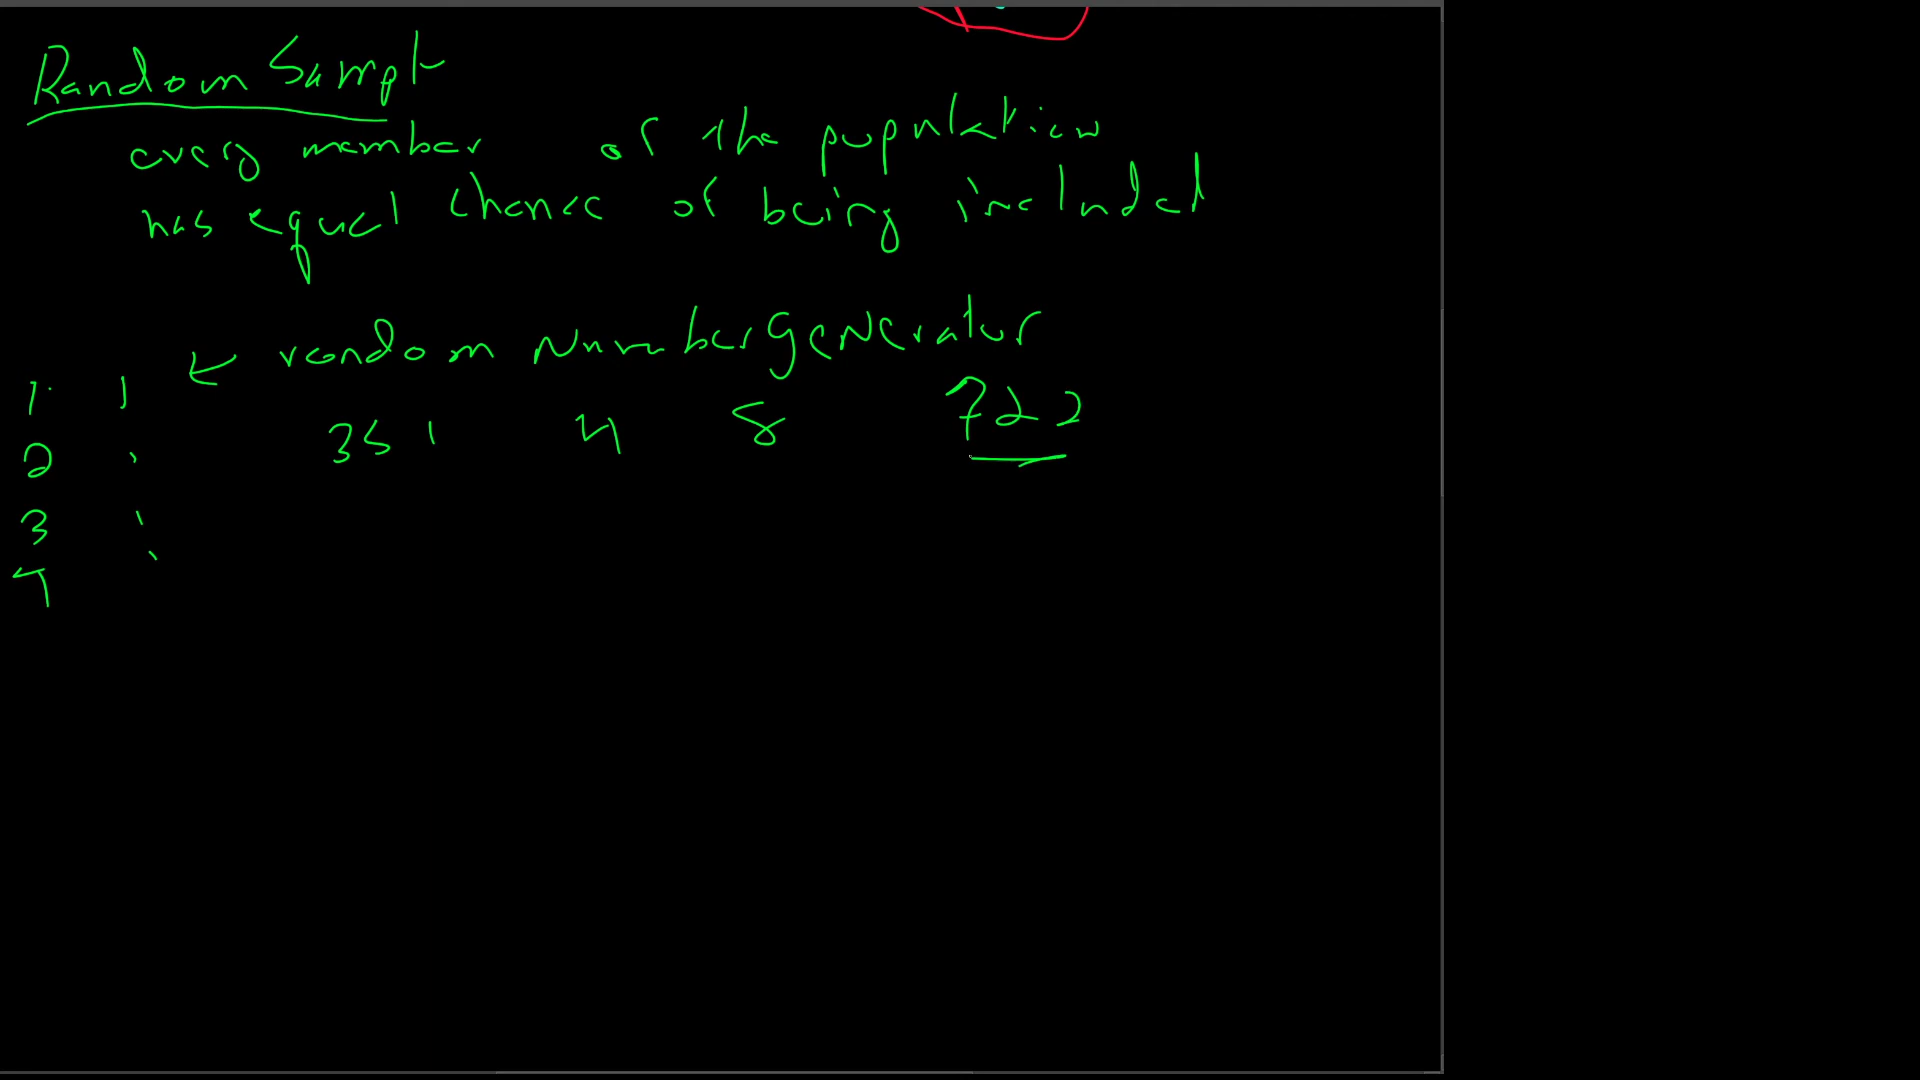 Random Sampl
every member of the population
has equal chance of being included
← random Number GeNerator
1. 1
351 4 8 722
2
3
4